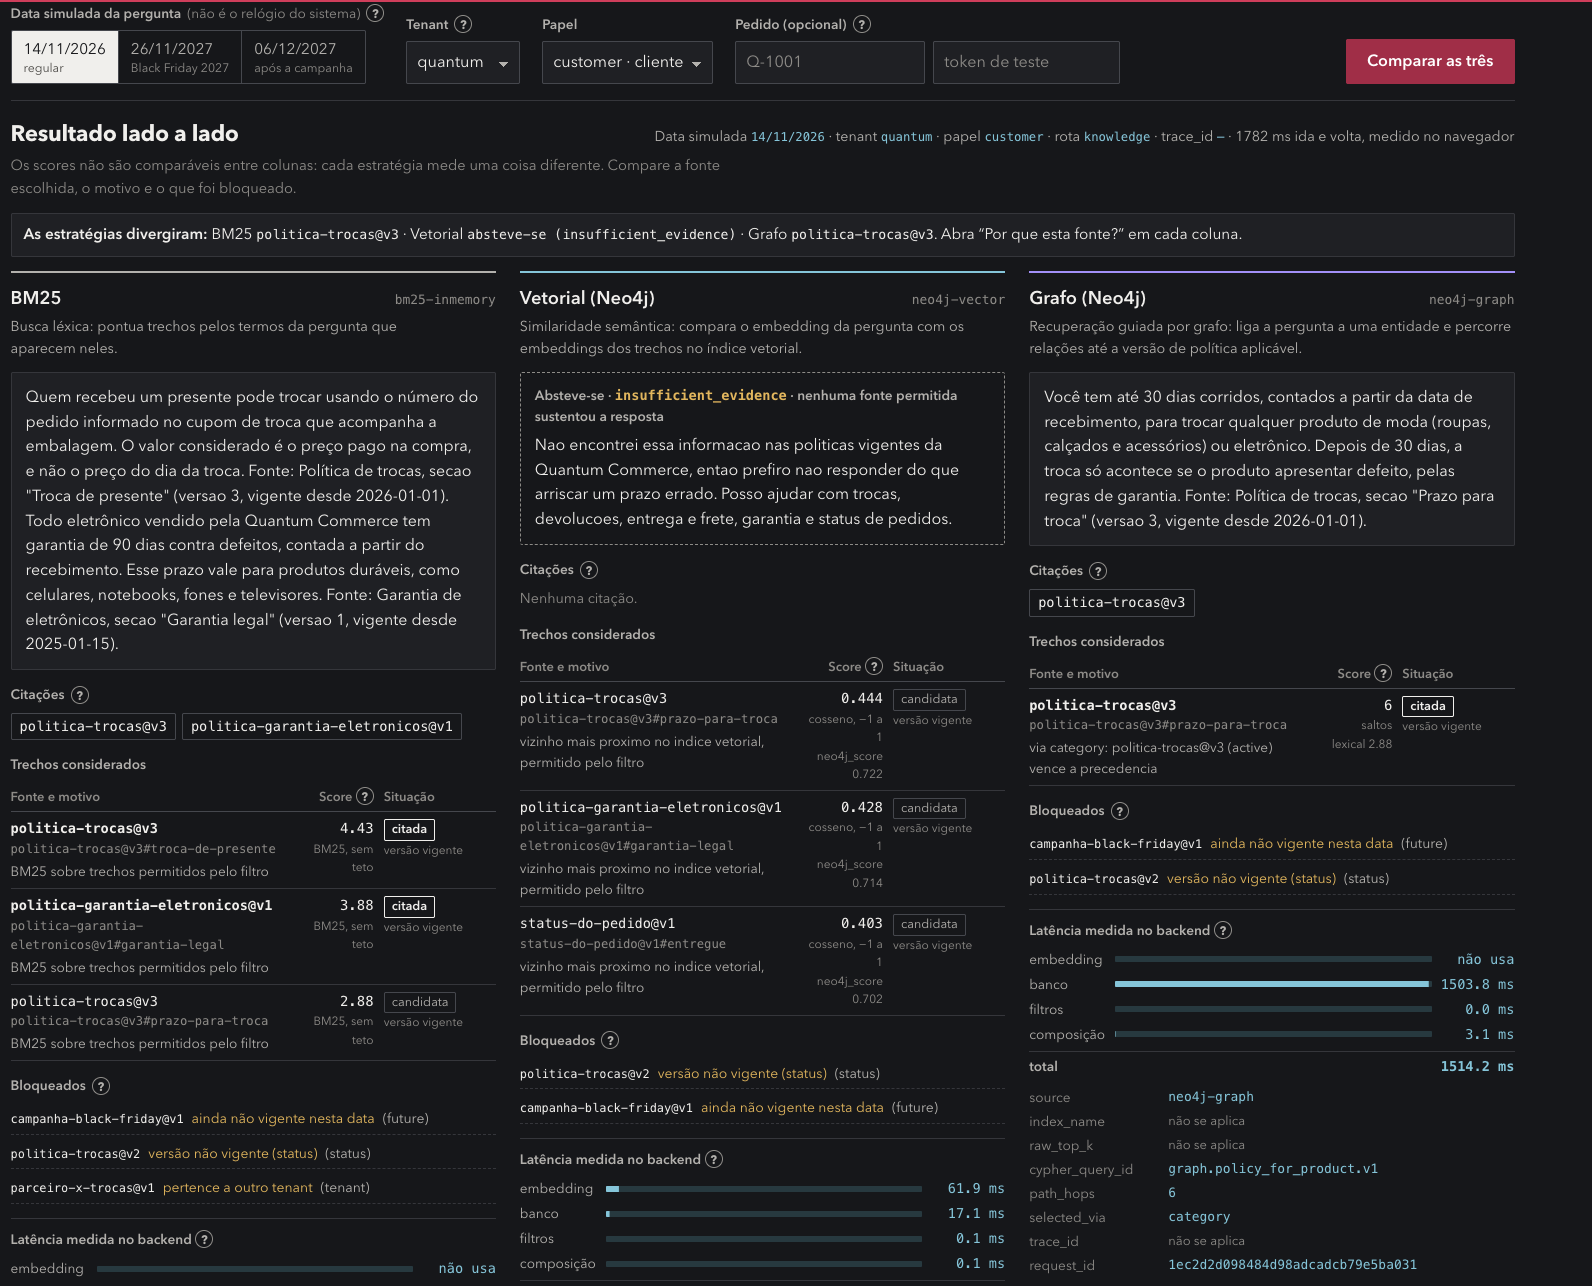 Data simulada da pergunta (não é o relógio do sistema) ?
14/11/2026
regular
26/11/2027
Black Friday 2027
06/12/2027
após a campanha
Tenant ?
quantum
Papel
customer · cliente
Pedido (opcional) ?
Q-1001
token de teste
Comparar as três
Resultado lado a lado
Data simulada 14/11/2026 · tenant quantum · papel customer · rota knowledge · trace_id — · 1782 ms ida e volta, medido no navegador
Os scores não são comparáveis entre colunas: cada estratégia mede uma coisa diferente. Compare a fonte
escolhida, o motivo e o que foi bloqueado.
As estratégias divergiram: BM25 politica-trocas@v3 · Vetorial absteve-se (insufficient_evidence) · Grafo politica-trocas@v3. Abra “Por que esta fonte?” em cada coluna.
BM25
bm25-inmemory
Busca léxica: pontua trechos pelos termos da pergunta que
aparecem neles.
Quem recebeu um presente pode trocar usando o número do
pedido informado no cupom de troca que acompanha a
embalagem. O valor considerado é o preço pago na compra,
e não o preço do dia da troca. Fonte: Política de trocas, secao
"Troca de presente" (versao 3, vigente desde 2026-01-01).
Todo eletrônico vendido pela Quantum Commerce tem
garantia de 90 dias contra defeitos, contada a partir do
recebimento. Esse prazo vale para produtos duráveis, como
celulares, notebooks, fones e televisores. Fonte: Garantia de
eletrônicos, secao "Garantia legal" (versao 1, vigente desde
2025-01-15).
Citações ?
politica-trocas@v3
politica-garantia-eletronicos@v1
Trechos considerados
Fonte e motivo
Score ?
Situação
politica-trocas@v3
4.43
citada
politica-trocas@v3#troca-de-presente
BM25, sem
teto
versão vigente
BM25 sobre trechos permitidos pelo filtro
politica-garantia-eletronicos@v1
3.88
citada
politica-garantia-
eletronicos@v1#garantia-legal
BM25, sem
teto
versão vigente
BM25 sobre trechos permitidos pelo filtro
politica-trocas@v3
2.88
candidata
politica-trocas@v3#prazo-para-troca
BM25, sem
teto
versão vigente
BM25 sobre trechos permitidos pelo filtro
Bloqueados ?
campanha-black-friday@v1 ainda não vigente nesta data (future)
politica-trocas@v2 versão não vigente (status) (status)
parceiro-x-trocas@v1 pertence a outro tenant (tenant)
Latência medida no backend ?
embedding
não usa
Vetorial (Neo4j)
neo4j-vector
Similaridade semântica: compara o embedding da pergunta com os
embeddings dos trechos no índice vetorial.
Absteve-se · insufficient_evidence · nenhuma fonte permitida
sustentou a resposta
Nao encontrei essa informacao nas politicas vigentes da
Quantum Commerce, entao prefiro nao responder do que
arriscar um prazo errado. Posso ajudar com trocas,
devolucoes, entrega e frete, garantia e status de pedidos.
Citações ?
Nenhuma citação.
Trechos considerados
Fonte e motivo
Score ?
Situação
politica-trocas@v3
0.444
candidata
politica-trocas@v3#prazo-para-troca
cosseno, −1 a
1
versão vigente
vizinho mais proximo no indice vetorial,
permitido pelo filtro
neo4j_score
0.722
politica-garantia-eletronicos@v1
0.428
candidata
politica-garantia-
eletronicos@v1#garantia-legal
cosseno, −1 a
1
versão vigente
vizinho mais proximo no indice vetorial,
permitido pelo filtro
neo4j_score
0.714
status-do-pedido@v1
0.403
candidata
status-do-pedido@v1#entregue
cosseno, −1 a
1
versão vigente
vizinho mais proximo no indice vetorial,
permitido pelo filtro
neo4j_score
0.702
Bloqueados ?
politica-trocas@v2 versão não vigente (status) (status)
campanha-black-friday@v1 ainda não vigente nesta data (future)
Latência medida no backend ?
embedding
61.9 ms
banco
17.1 ms
filtros
0.1 ms
composição
0.1 ms
Grafo (Neo4j)
neo4j-graph
Recuperação guiada por grafo: liga a pergunta a uma entidade e percorre
relações até a versão de política aplicável.
Você tem até 30 dias corridos, contados a partir da data de
recebimento, para trocar qualquer produto de moda (roupas,
calçados e acessórios) ou eletrônico. Depois de 30 dias, a
troca só acontece se o produto apresentar defeito, pelas
regras de garantia. Fonte: Política de trocas, secao "Prazo para
troca" (versao 3, vigente desde 2026-01-01).
Citações ?
politica-trocas@v3
Trechos considerados
Fonte e motivo
Score ?
Situação
politica-trocas@v3
6
citada
politica-trocas@v3#prazo-para-troca
saltos
versão vigente
via category: politica-trocas@v3 (active)
vence a precedencia
lexical 2.88
Bloqueados ?
campanha-black-friday@v1 ainda não vigente nesta data (future)
politica-trocas@v2 versão não vigente (status) (status)
Latência medida no backend ?
embedding
não usa
banco
1503.8 ms
filtros
0.0 ms
composição
3.1 ms
total
1514.2 ms
source
neo4j-graph
index_name
não se aplica
raw_top_k
não se aplica
cypher_query_id
graph.policy_for_product.v1
path_hops
6
selected_via
category
trace_id
não se aplica
request_id
1ec2d2d098484d98adcadcb79e5ba031